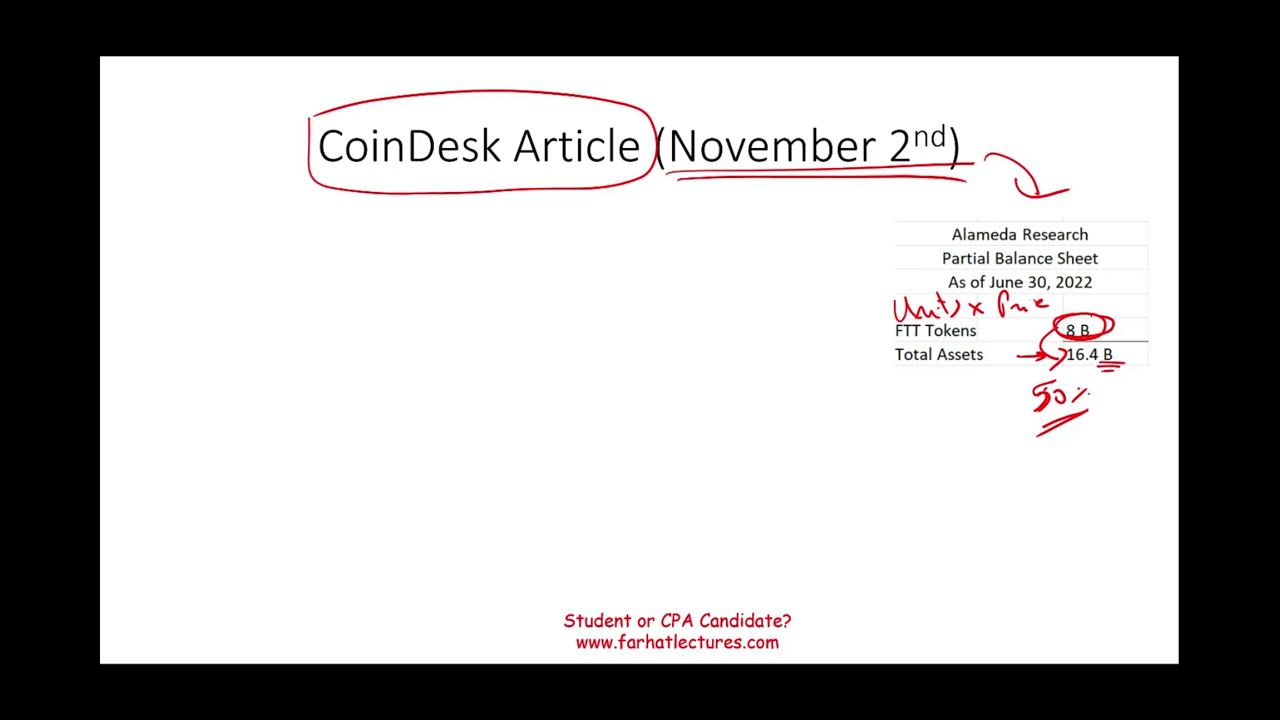 CoinDesk Article (November 2nd)
Alameda Research
Partial Balance Sheet
As of June 30, 2022
Units x Price
FTT Tokens 8 B
Total Assets 16.4 B
50%
Student or CPA Candidate?
www.farhatlectures.com